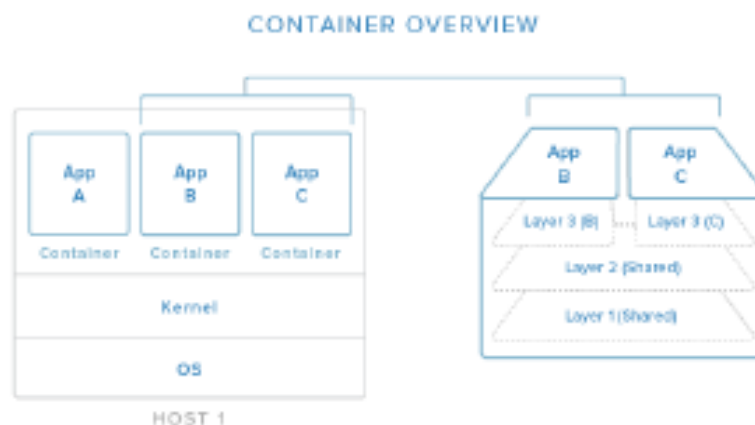 CONTAINER OVERVIEW
App
A
App
B
App
C
Container
Container
Container
Kernel
OS
HOST 1
App
B
App
C
Layer 3 (B)
Layer 3 (C)
Layer 2 (Shared)
Layer 1(Shared)